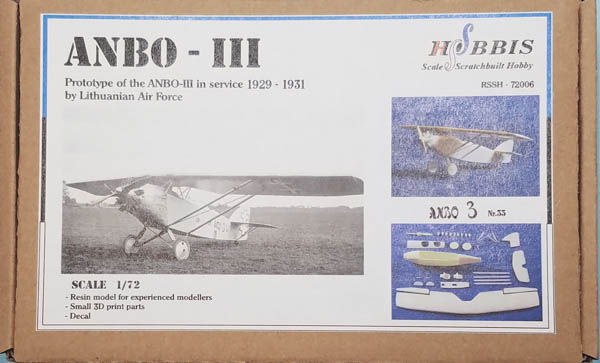 ANBO - III
Prototype of the ANBO-III in service 1929 - 1931
by Lithuanian Air Force
HOBBIS
Scale Scratchbuilt Hobby
RSSH - 72006
ANBO 3 Nr.33
SCALE 1/72
- Resin model for experienced modellers
- Small 3D print parts
- Decal